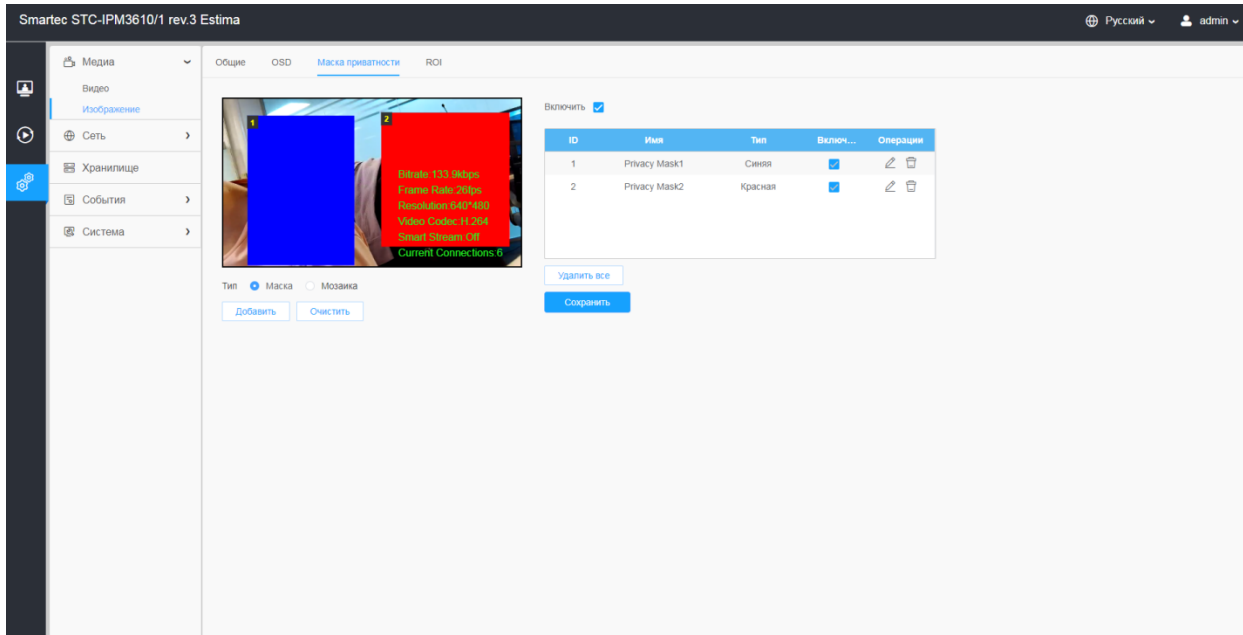 Smartec STC-IPM3610/1 rev.3 Estima
Русский
admin
Медиа
Видео
Изображение
Сеть
Хранилище
События
Система
Общие OSD Маска приватности ROI
1
2
Bitrate:133.9kbps
Frame Rate:26fps
Resolution:640*480
Video Codec:H.264
Smart Stream:Off
Current Connections:6
Тип Маска Мозаика
Добавить Очистить
Включить
ID Имя Тип Включ... Операции
1 Privacy Mask1 Синяя
2 Privacy Mask2 Красная
Удалить все
Сохранить